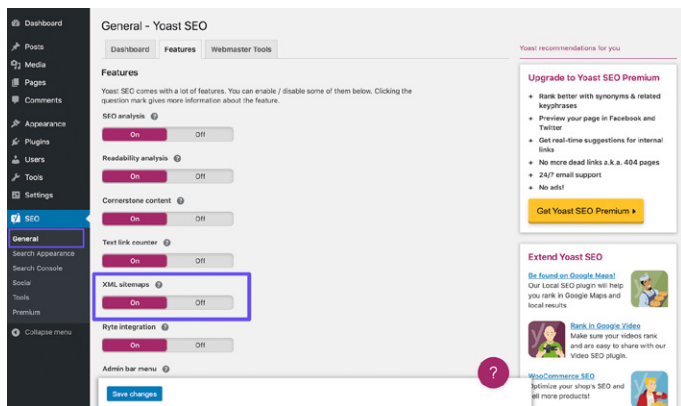 Dashboard
Posts
Media
Pages
Comments
Appearance
Plugins
Users
Tools
Settings
SEO
General
Search Appearance
Search Console
Social
Tools
Premium
Collapse menu
General - Yoast SEO
Dashboard Features Webmaster Tools
Features
Yoast SEO comes with a lot of features. You can enable / disable some of them below. Clicking the
question mark gives more information about the feature.
SEO analysis ?
On Off
Readability analysis ?
On Off
Cornerstone content ?
On Off
Text link counter ?
On Off
XML sitemaps ?
On Off
Ryte integration ?
On Off
Admin bar menu ?
Save changes
?
Yoast recommendations for you
Upgrade to Yoast SEO Premium
+ Rank better with synonyms & related
keyphrases
+ Preview your page in Facebook and
Twitter
+ Get real-time suggestions for internal
links
+ No more dead links a.k.a. 404 pages
+ 24/7 email support
+ No ads!
Get Yoast SEO Premium
Extend Yoast SEO
Be found on Google Maps!
Our Local SEO plugin will help
you rank in Google Maps and
local results.
Rank in Google Video
Make sure your videos rank
and are easy to share with our
Video SEO plugin.
WooCommerce SEO
Optimize your shop's SEO and
sell more products!